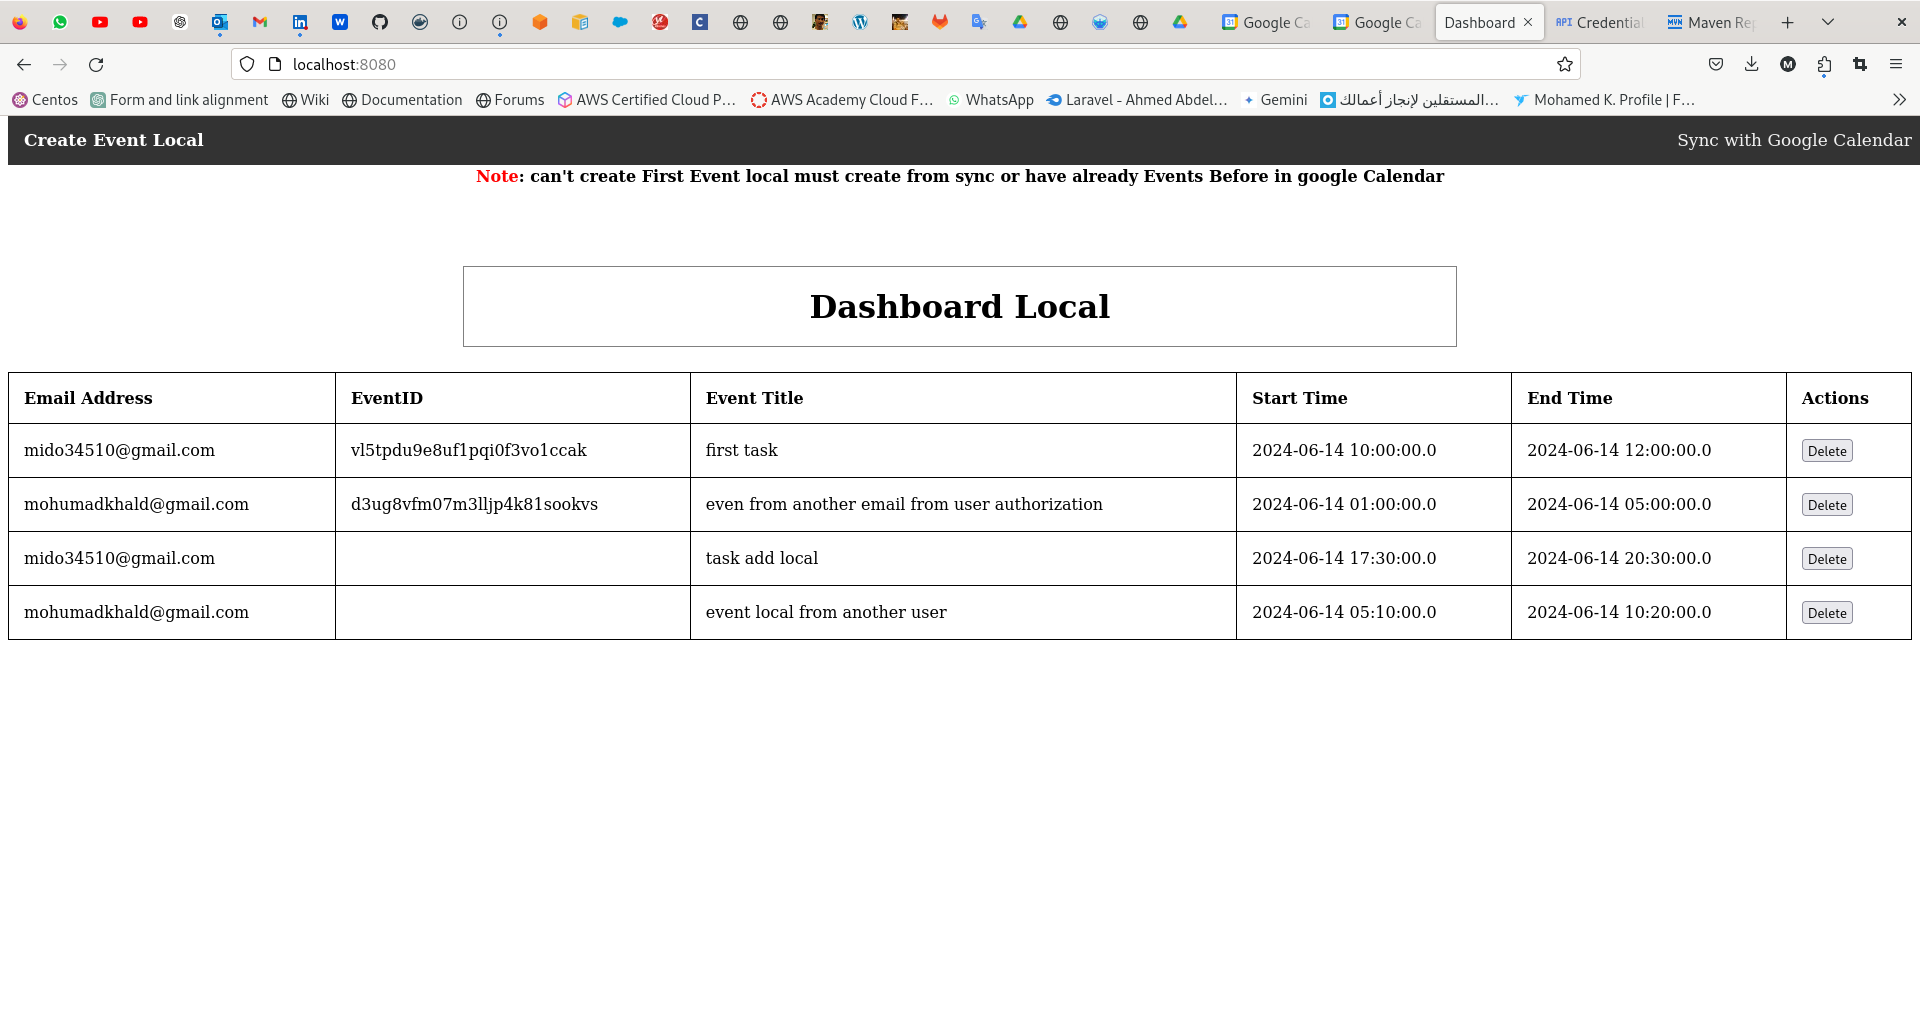 Google Ca
Google Ca
Dashboard
API Credential
Maven Rep
localhost:8080
Centos
Form and link alignment
Wiki
Documentation
Forums
AWS Certified Cloud P…
AWS Academy Cloud F…
WhatsApp
Laravel - Ahmed Abdel…
Gemini
المستقلين لإنجاز أعمالك…
Mohamed K. Profile | F…
Create Event Local
Sync with Google Calendar
Note: can't create First Event local must create from sync or have already Events Before in google Calendar
Dashboard Local
Email Address EventID Event Title Start Time End Time Actions
mido34510@gmail.com vl5tpdu9e8uf1pqi0f3vo1ccak first task 2024-06-14 10:00:00.0 2024-06-14 12:00:00.0 Delete
mohumadkhald@gmail.com d3ug8vfm07m3lljp4k81sookvs even from another email from user authorization 2024-06-14 01:00:00.0 2024-06-14 05:00:00.0 Delete
mido34510@gmail.com task add local 2024-06-14 17:30:00.0 2024-06-14 20:30:00.0 Delete
mohumadkhald@gmail.com event local from another user 2024-06-14 05:10:00.0 2024-06-14 10:20:00.0 Delete